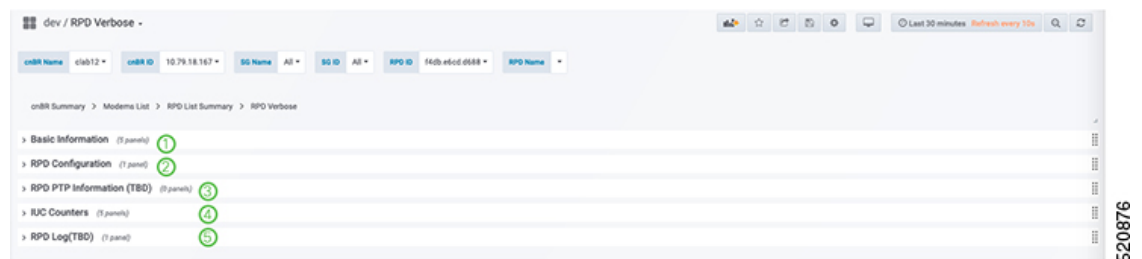 dev / RPD Verbose
Last 30 minutes Refresh every 10s
cnBR Name clab12 cnBR ID 10.79.18.167 SG Name All SG ID All RPD ID f4db.e6cd.d688 RPD Name
cnBR Summary > Modems List > RPD List Summary > RPD Verbose
> Basic Information (5 panels) 1
> RPD Configuration (1 panel) 2
> RPD PTP Information (TBD) (0 panels) 3
> IUC Counters (5 panels) 4
> RPD Log(TBD) (1 panel) 5
520876